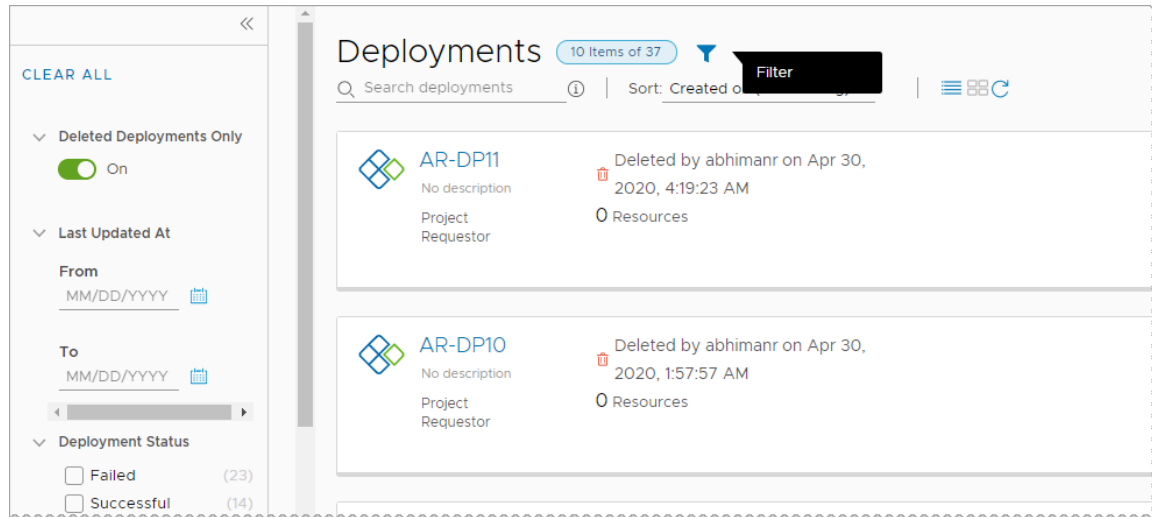 CLEAR ALL
Deleted Deployments Only
On
Last Updated At
From
MM/DD/YYYY
To
MM/DD/YYYY
Deployment Status
Failed (23)
Successful (14)
Deployments 10 Items of 37
Filter
Search deployments Sort: Created
AR-DP11
No description
Project
Requestor
Deleted by abhimanr on Apr 30,
2020, 4:19:23 AM
0 Resources
AR-DP10
No description
Project
Requestor
Deleted by abhimanr on Apr 30,
2020, 1:57:57 AM
0 Resources